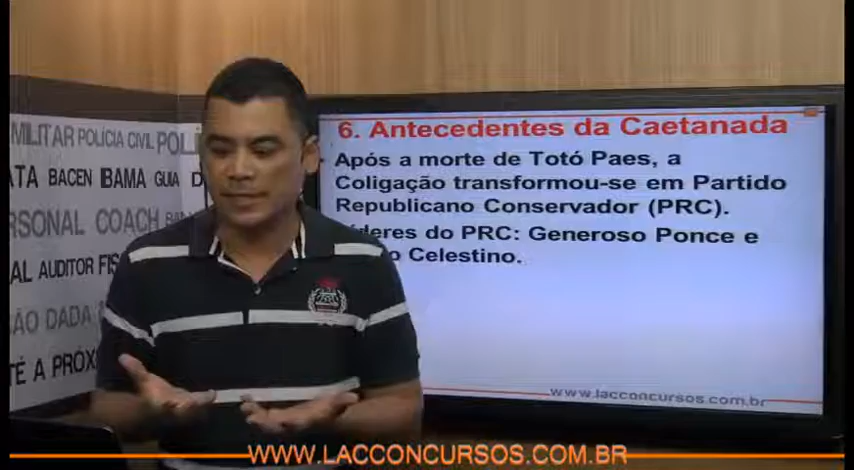 MILITAR POLÍCIA CIVIL POL
ATA BACEN IBAMA GUARD
RSONAL COACH
AL AUDITOR FIS
ÃO DADA
TÉ A PRÓX
6. Antecedentes da Caetanada
Após a morte de Totó Paes, a
Coligação transformou-se em Partido
Republicano Conservador (PRC).
íderes do PRC: Generoso Ponce e
o Celestino.
www.lacconcursos.com.br
WWW.LACCONCURSOS.COM.BR